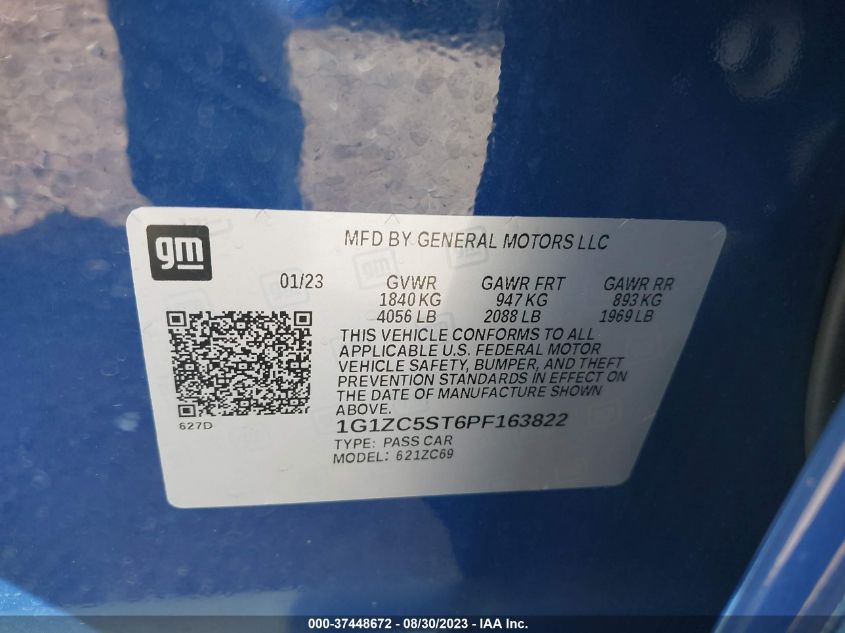 gm
MFD BY GENERAL MOTORS LLC
01/23 GVWR GAWR FRT GAWR RR
1840 KG 947 KG 893 KG
4056 LB 2088 LB 1969 LB
THIS VEHICLE CONFORMS TO ALL
APPLICABLE U.S. FEDERAL MOTOR
VEHICLE SAFETY, BUMPER, AND THEFT
PREVENTION STANDARDS IN EFFECT ON
THE DATE OF MANUFACTURE SHOWN
ABOVE.
627D
1G1ZC5ST6PF163822
TYPE: PASS CAR
MODEL: 621ZC69
000-37448672 - 08/30/2023 - IAA Inc.